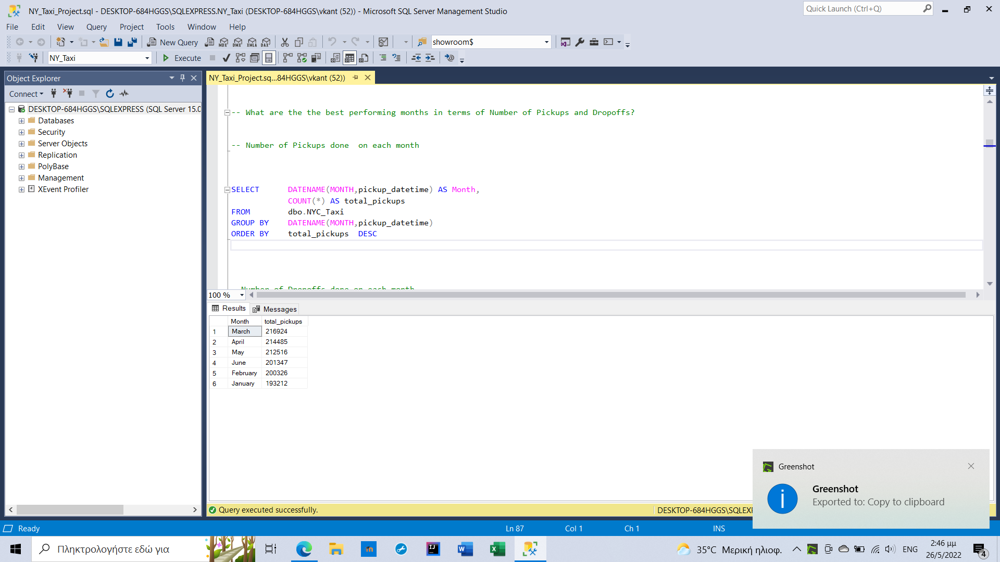 NY_Taxi_Project.sql - DESKTOP-684HGGS\SQLEXPRESS.NY_Taxi (DESKTOP-684HGGS\vkant (52)) - Microsoft SQL Server Management Studio
Quick Launch (Ctrl+Q)
File Edit View Query Project Tools Window Help
New Query MDX DMX XMLA DAX showroom$
NY_Taxi Execute
Object Explorer
NY_Taxi_Project.sq...84HGGS\vkant (52))
Connect
DESKTOP-684HGGS\SQLEXPRESS (SQL Server 15.0
Databases
Security
Server Objects
Replication
PolyBase
Management
XEvent Profiler
-- What are the the best performing months in terms of Number of Pickups and Dropoffs?
-- Number of Pickups done  on each month
SELECT DATENAME(MONTH,pickup_datetime) AS Month,
COUNT(*) AS total_pickups
FROM dbo.NYC_Taxi
GROUP BY DATENAME(MONTH,pickup_datetime)
ORDER BY total_pickups  DESC
Number of Dropoffs done on each month
100 %
Results Messages
Month total_pickups
1 March 216924
2 April 214485
3 May 212516
4 June 201347
5 February 200326
6 January 193212
Greenshot
Greenshot
Exported to: Copy to clipboard
Query executed successfully. DESKTOP-684HGGS\SQLEXP
Ready Ln 87 Col 1 Ch 1 INS
Πληκτρολογήστε εδώ για
35°C Μερική ηλιοφ. ENG
2:46 μμ
26/5/2022
4